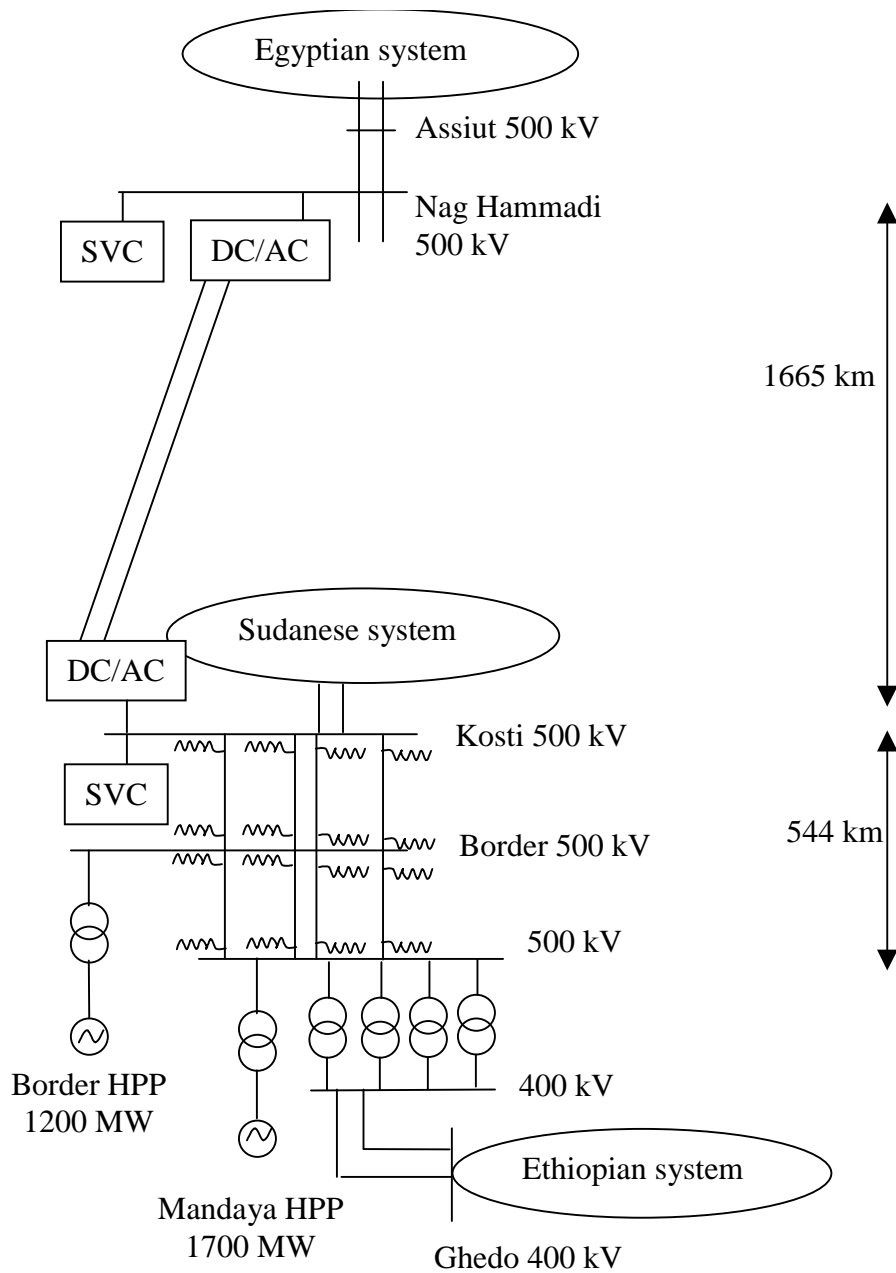 Egyptian system
Assiut 500 kV
Nag Hammadi
500 kV
SVC
DC/AC
1665 km
Sudanese system
DC/AC
Kosti 500 kV
SVC
Border 500 kV
544 km
500 kV
Border HPP
1200 MW
400 kV
Ethiopian system
Mandaya HPP
1700 MW
Ghedo 400 kV